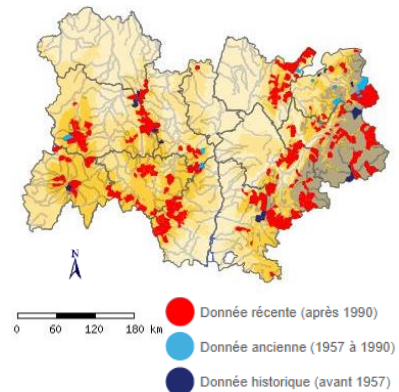 N
0 60 120 180 km
Donnée récente (après 1990)
Donnée ancienne (1957 à 1990)
Donnée historique (avant 1957)